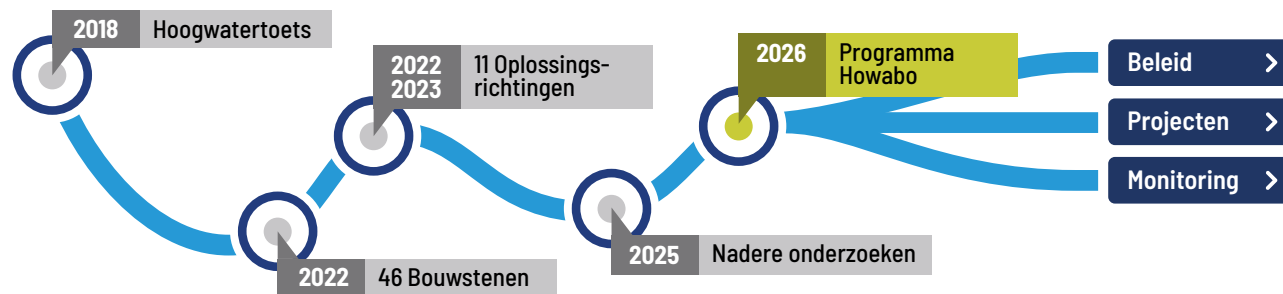 2018 Hoogwatertoets
2022 46 Bouwstenen
2022 11 Oplossings-
2023 richtingen
2025 Nadere onderzoeken
2026 Programma
Howabo
Beleid
Projecten
Monitoring